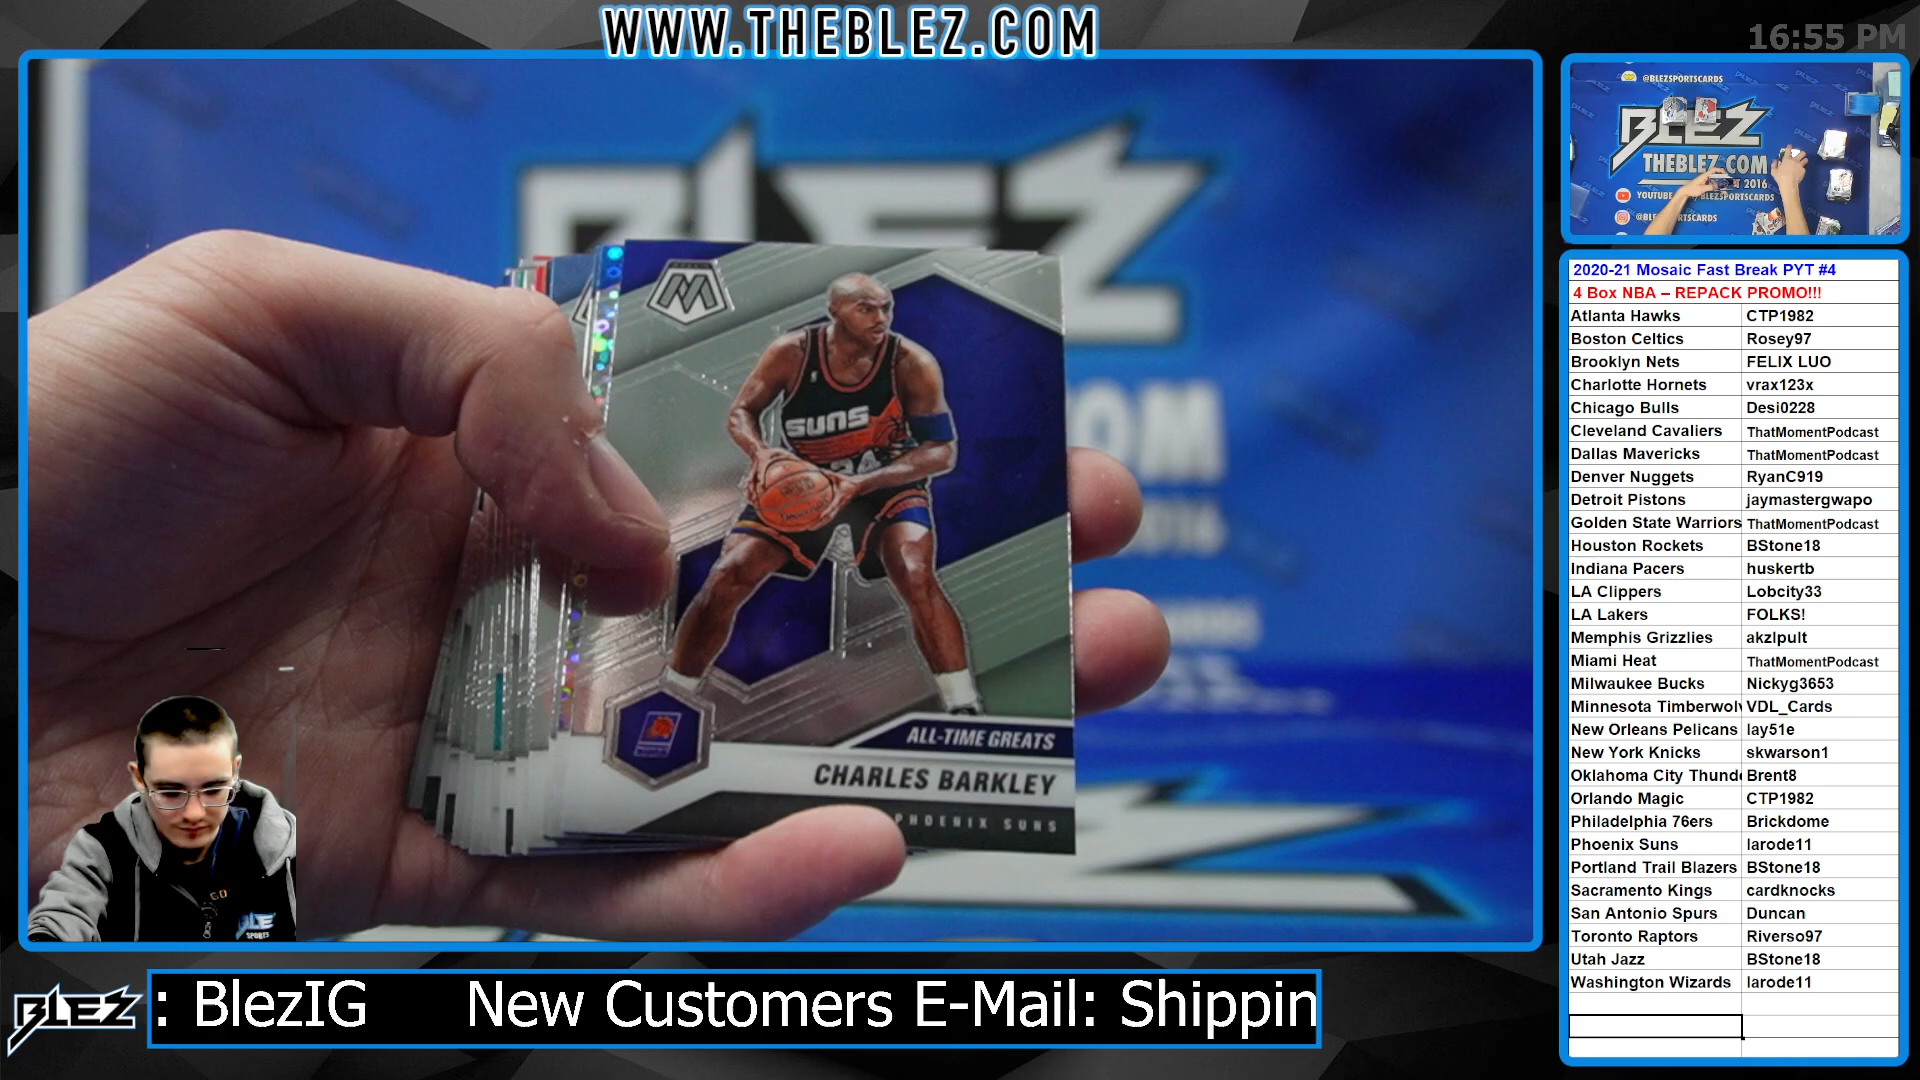 WWW.THEBLEZ.COM
16:55 PM
BLEZ
SUNS
ALL-TIME GREATS
CHARLES BARKLEY
PHOENIX SUNS
@BLEZSPORTSCARDS
BLEZ
THEBLEZ.COM
2016
YOUTUBE
BLEZSPORTSCARDS
2020-21 Mosaic Fast Break PYT #4
4 Box NBA – REPACK PROMO!!!
Atlanta Hawks CTP1982
Boston Celtics Rosey97
Brooklyn Nets FELIX LUO
Charlotte Hornets vrax123x
Chicago Bulls Desi0228
Cleveland Cavaliers ThatMomentPodcast
Dallas Mavericks ThatMomentPodcast
Denver Nuggets RyanC919
Detroit Pistons jaymastergwapo
Golden State Warriors ThatMomentPodcast
Houston Rockets BStone18
Indiana Pacers huskertb
LA Clippers Lobcity33
LA Lakers FOLKS!
Memphis Grizzlies akzlpult
Miami Heat ThatMomentPodcast
Milwaukee Bucks Nickyg3653
Minnesota Timberwolv VDL_Cards
New Orleans Pelicans lay51e
New York Knicks skwarson1
Oklahoma City Thunde Brent8
Orlando Magic CTP1982
Philadelphia 76ers Brickdome
Phoenix Suns larode11
Portland Trail Blazers BStone18
Sacramento Kings cardknocks
San Antonio Spurs Duncan
Toronto Raptors Riverso97
Utah Jazz BStone18
Washington Wizards larode11
BLEZ
: BlezIG New Customers E-Mail: Shippin